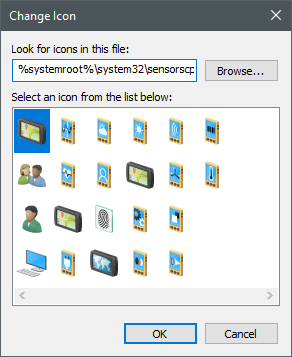 Change Icon
Look for icons in this file:
%systemroot%\system32\sensorscp
Browse...
Select an icon from the list below:
OK
Cancel